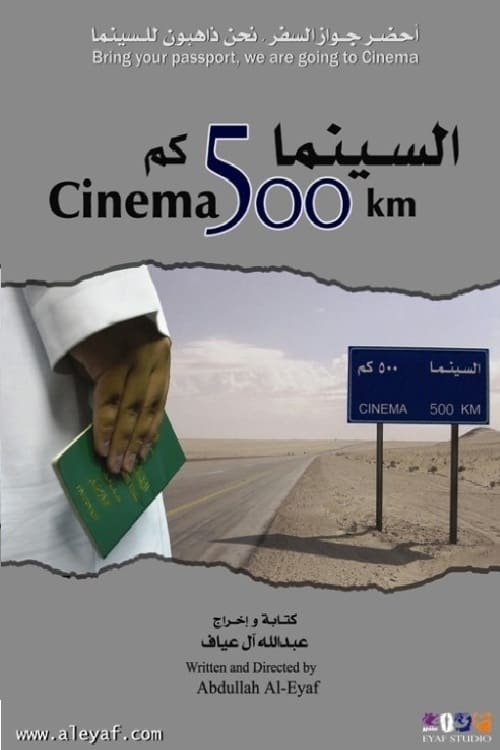 أحضر جواز السفر، نحن ذاهبون للسينما
Bring your passport, we are going to Cinema
السينما 500 كم
Cinema 500 km
السينما ٥٠٠ كم
CINEMA 500 KM
كتابة و إخراج
عبدالله آل عياف
Written and Directed by
Abdullah Al-Eyaf
www.aleyaf.com
EYAF STUDIO